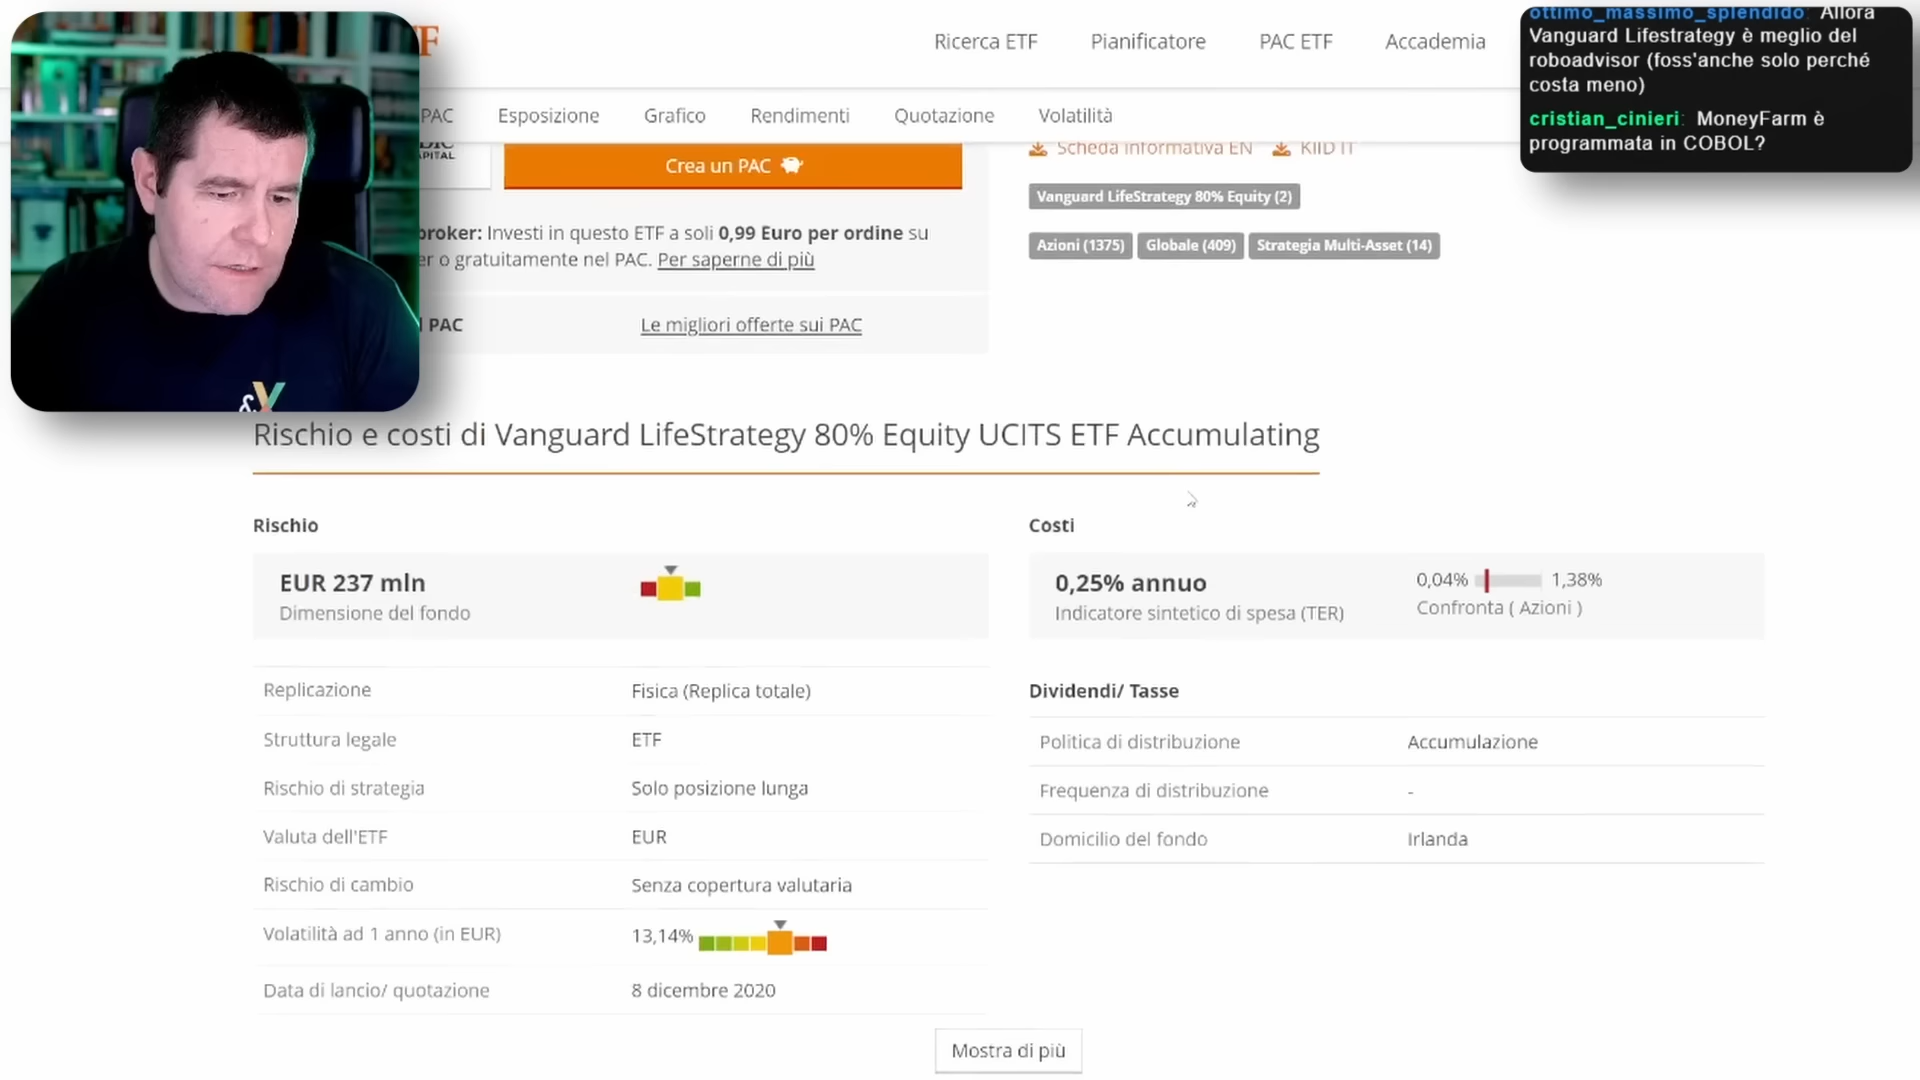 F
Ricerca ETF
Pianificatore
PAC ETF
Accademia
ottimo_massimo_splendido: Allora
Vanguard Lifestrategy è meglio del
roboadvisor (foss'anche solo perché
costa meno)
cristian_cinieri: MoneyFarm è
programmata in COBOL?
PAC
Esposizione
Grafico
Rendimenti
Quotazione
Volatilità
CAPITAL
Crea un PAC
Scheda informativa EN
KIID IT
Vanguard LifeStrategy 80% Equity (2)
Azioni (1375)
Globale (409)
Strategia Multi-Asset (14)
broker: Investi in questo ETF a soli 0,99 Euro per ordine su
er o gratuitamente nel PAC. Per saperne di più
PAC
Le migliori offerte sui PAC
&
Rischio e costi di Vanguard LifeStrategy 80% Equity UCITS ETF Accumulating
Rischio
EUR 237 mln
Dimensione del fondo
Replicazione
Fisica (Replica totale)
Struttura legale
ETF
Rischio di strategia
Solo posizione lunga
Valuta dell'ETF
EUR
Rischio di cambio
Senza copertura valutaria
Volatilità ad 1 anno (in EUR)
13,14%
Data di lancio/ quotazione
8 dicembre 2020
Costi
0,25% annuo
Indicatore sintetico di spesa (TER)
0,04%
1,38%
Confronta ( Azioni )
Dividendi/ Tasse
Politica di distribuzione
Accumulazione
Frequenza di distribuzione
-
Domicilio del fondo
Irlanda
Mostra di più